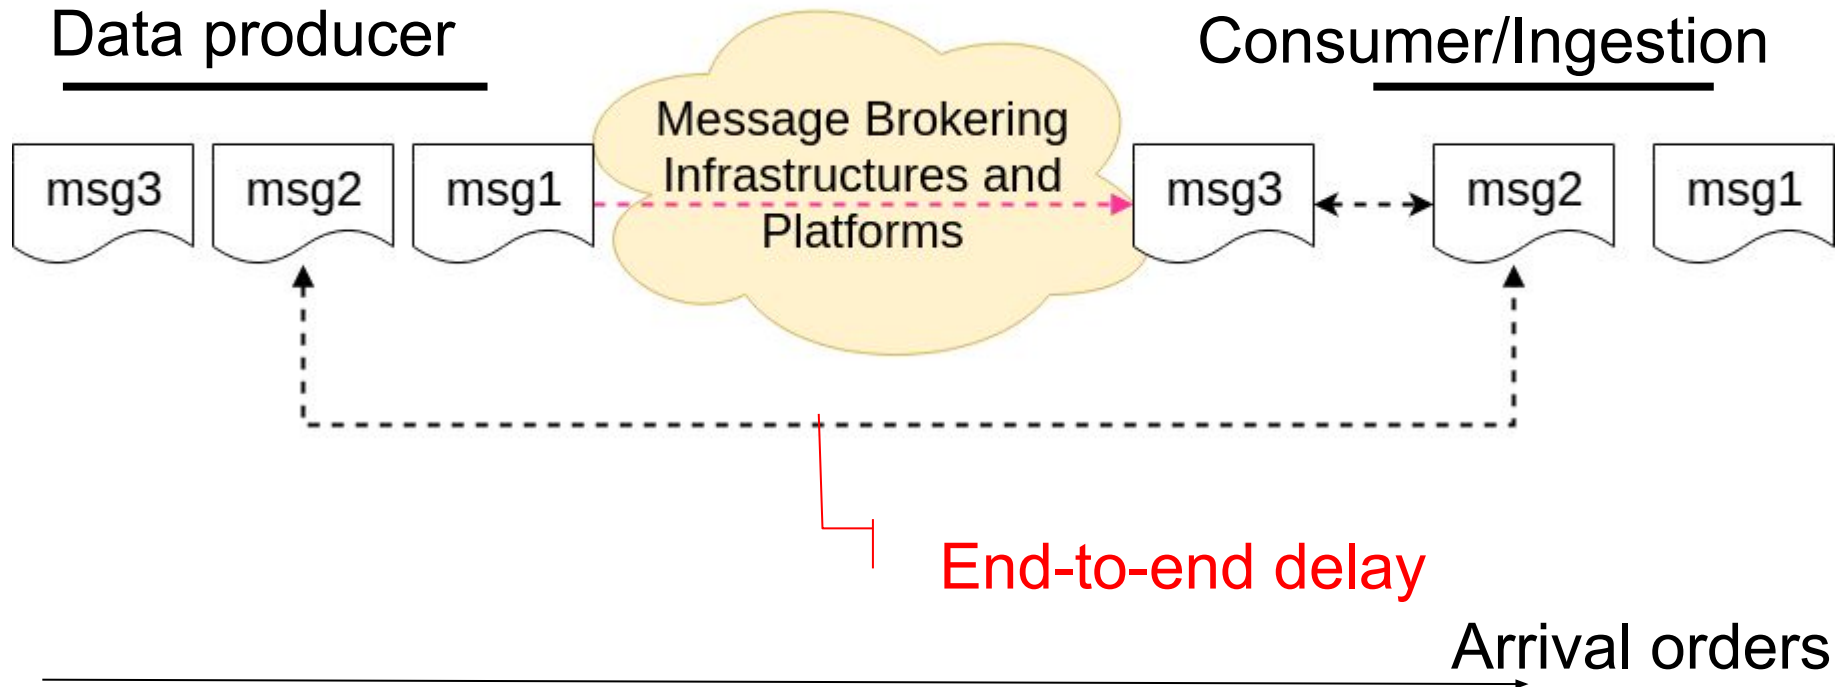 Data producer
Consumer/Ingestion
Message Brokering
Infrastructures and
Platforms
msg3
msg2
msg1
msg3
msg2
msg1
End-to-end delay
Arrival orders